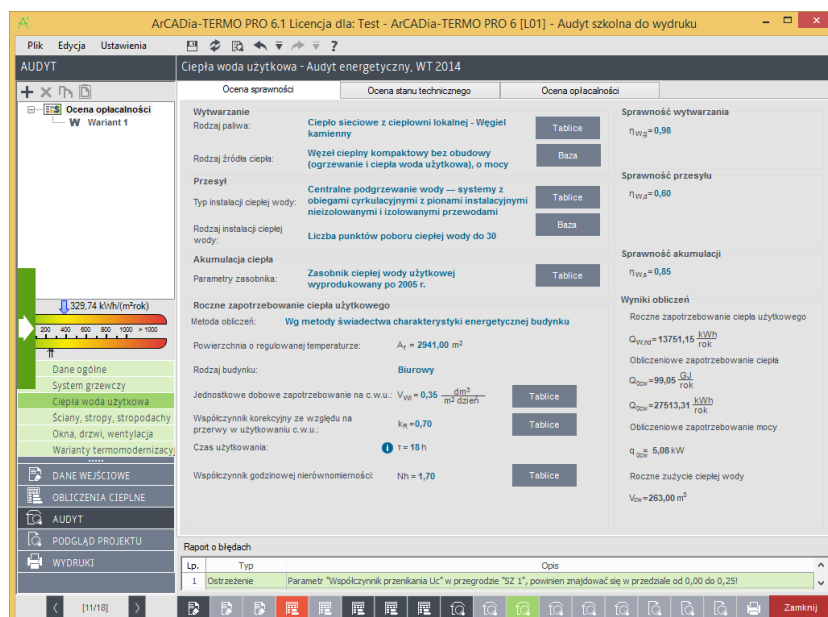 ArCADia-TERMO PRO 6.1 Licencja dla: Test - ArCADia-TERMO PRO 6 [L01] - Audyt szkolna do wydruku
Plik Edycja Ustawienia
AUDYT
Ciepła woda użytkowa - Audyt energetyczny, WT 2014
Ocena opłacalności
W Wariant 1
329,74 kWh/(m²rok)
200 400 600 800 1000 > 1000
Dane ogólne
System grzewczy
Ciepła woda użytkowa
Ściany, stropy, stropodachy
Okna, drzwi, wentylacja
Warianty termomodernizacyj
DANE WEJŚCIOWE
OBLICZENIA CIEPLNE
AUDYT
PODGLĄD PROJEKTU
WYDRUKI
[11/18]
Ocena sprawności
Ocena stanu technicznego
Ocena opłacalności
Wytwarzanie
Rodzaj paliwa:
Ciepło sieciowe z ciepłowni lokalnej - Węgiel
kamienny
Tablice
Rodzaj źródła ciepła:
Węzeł cieplny kompaktowy bez obudowy
(ogrzewanie i ciepła woda użytkowa), o mocy
Baza
Przesył
Typ instalacji ciepłej wody:
Centralne podgrzewanie wody — systemy z
obiegami cyrkulacyjnymi z pionami instalacyjnymi
nieizolowanymi i izolowanymi przewodami
Tablice
Rodzaj instalacji ciepłej
wody:
Liczba punktów poboru ciepłej wody do 30
Baza
Akumulacja ciepła
Parametry zasobnika:
Zasobnik ciepłej wody użytkowej
wyprodukowany po 2005 r.
Tablice
Roczne zapotrzebowanie ciepła użytkowego
Metoda obliczeń: Wg metody świadectwa charakterystyki energetycznej budynku
Powierzchnia o regulowanej temperaturze: Af = 2941,00 m²
Rodzaj budynku: Biurowy
Jednostkowe dobowe zapotrzebowanie na c.w.u.: VWi = 0,35 dm³/m² dzień Tablice
Współczynnik korekcyjny ze względu na
przerwy w użytkowaniu c.w.u.:
kR =0,70 Tablice
Czas użytkowania: τ = 18 h
Współczynnik godzinowej nierównomierności: Nh = 1,70 Tablice
Sprawność wytwarzania
ηW,g=0,98
Sprawność przesyłu
ηW,d=0,60
Sprawność akumulacji
ηW,s=0,85
Wyniki obliczeń
Roczne zapotrzebowanie ciepła użytkowego
QW,nd=13751,15 kWh/rok
Obliczeniowe zapotrzebowanie ciepła
Q0cw=99,05 GJ/rok
Q0cw=27513,31 kWh/rok
Obliczeniowe zapotrzebowanie mocy
q0cw= 5,08 kW
Roczne zużycie ciepłej wody
Vcw=263,00 m³
Raport o błędach
Lp. Typ Opis
1 Ostrzeżenie Parametr "Współczynnik przenikania Uc" w przegrodzie "SZ 1", powinien znajdować się w przedziale od 0,00 do 0,25!
Zamknij